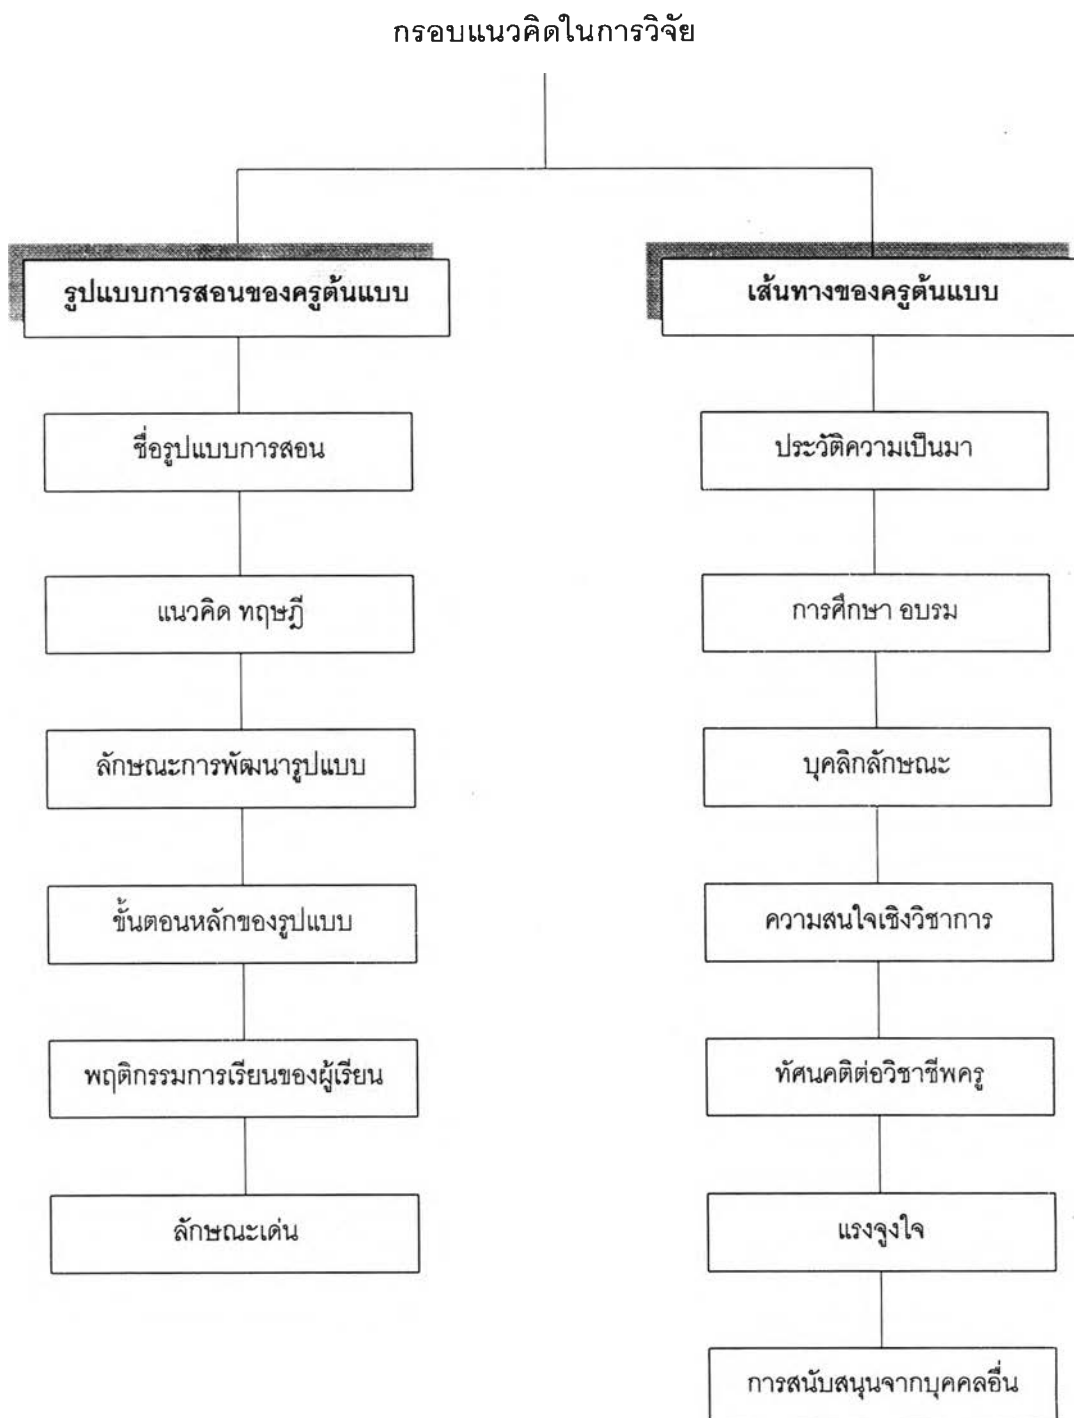 กรอบแนวคิดในการวิจัย
รูปแบบการสอนของครูต้นแบบ
ชื่อรูปแบบการสอน
แนวคิด ทฤษฎี
ลักษณะการพัฒนารูปแบบ
ขั้นตอนหลักของรูปแบบ
พฤติกรรมการเรียนของผู้เรียน
ลักษณะเด่น
เส้นทางของครูต้นแบบ
ประวัติความเป็นมา
การศึกษา อบรม
บุคลิกลักษณะ
ความสนใจเชิงวิชาการ
ทัศนคติต่อวิชาชีพครู
แรงจูงใจ
การสนับสนุนจากบุคคลอื่น